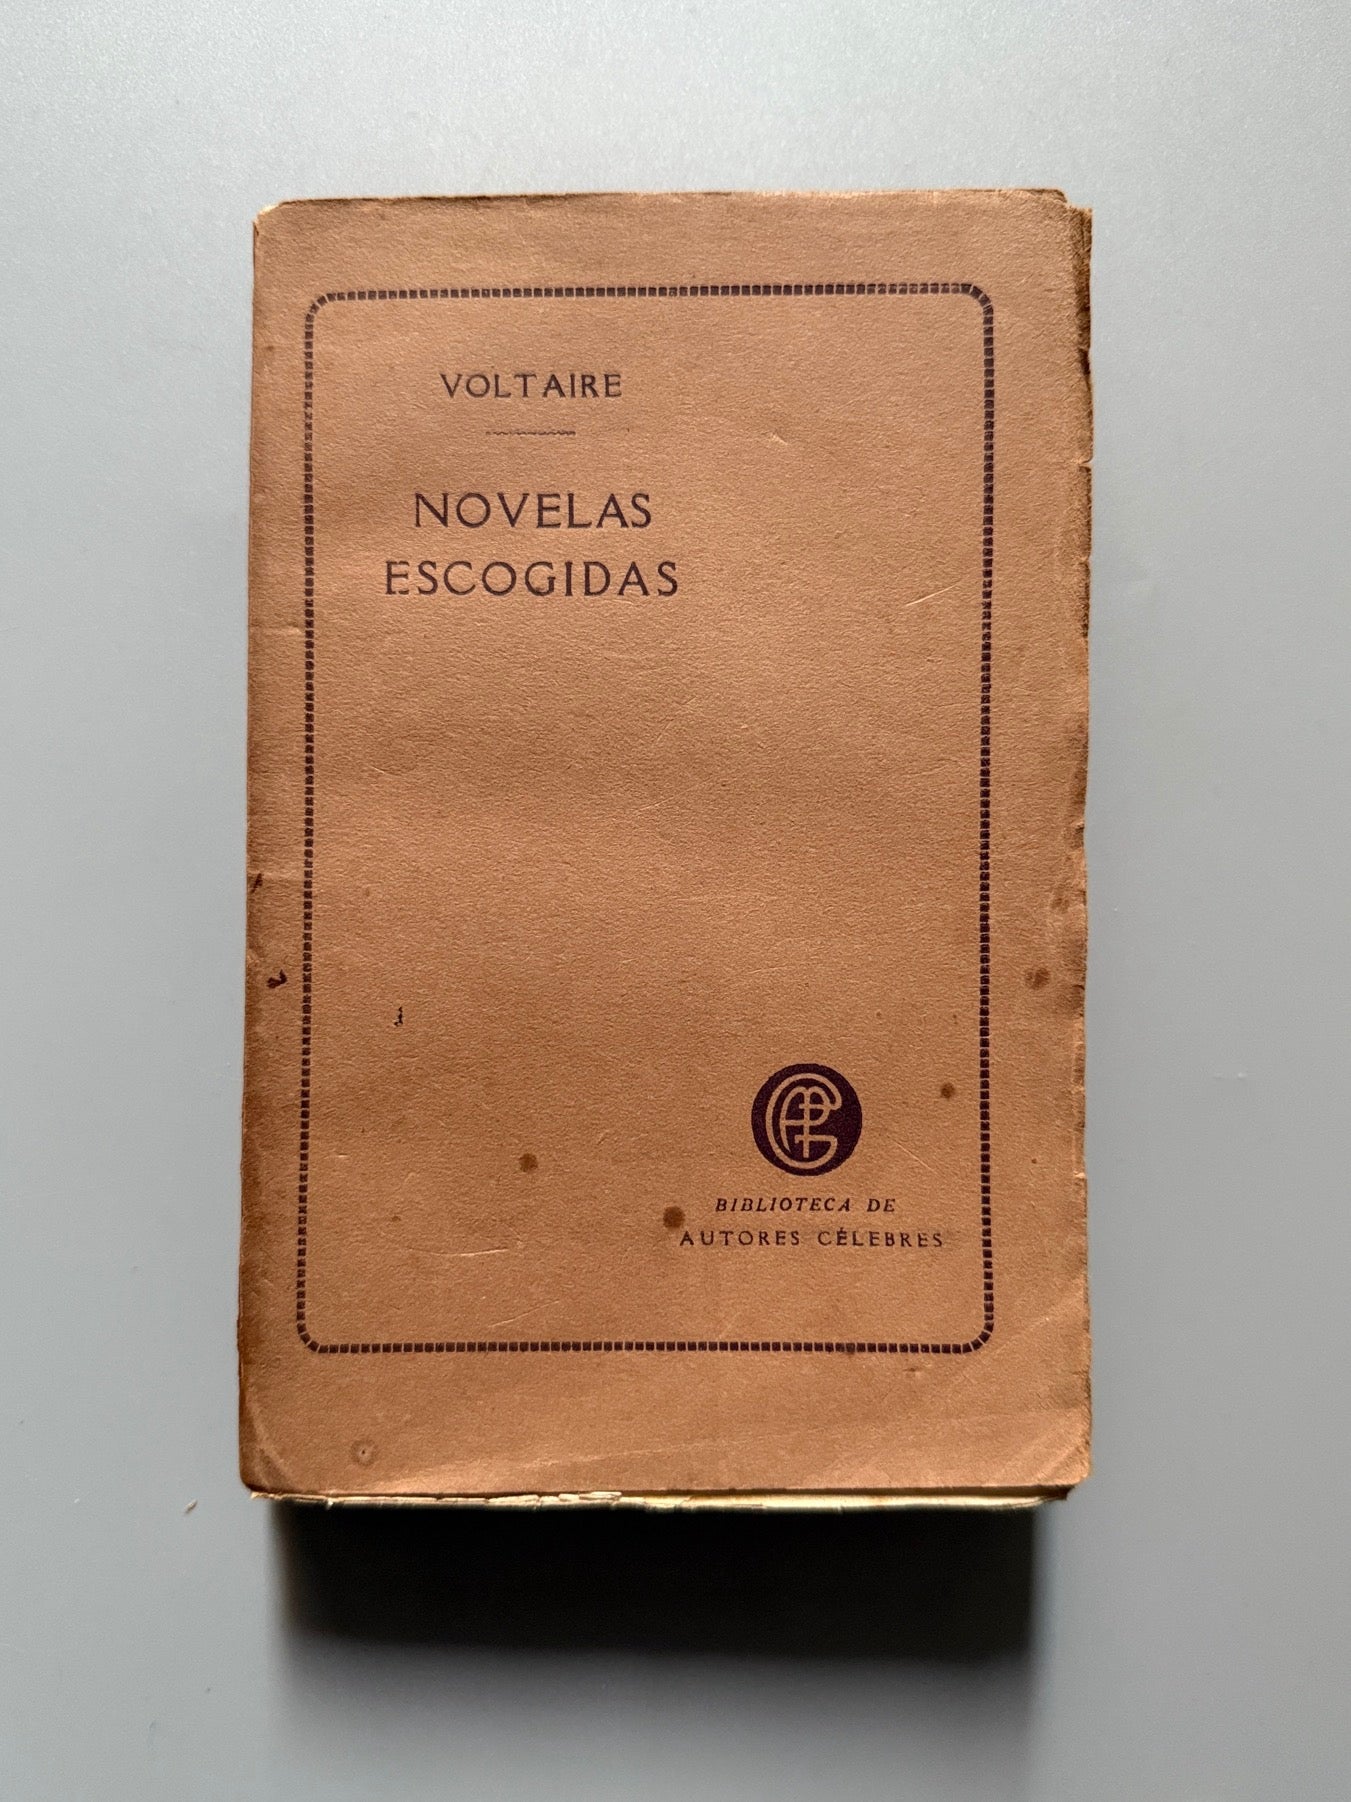 VOLTAIRE
NOVELAS
ESCOGIDAS
BIBLIOTECA DE
AUTORES CÉLEBRES